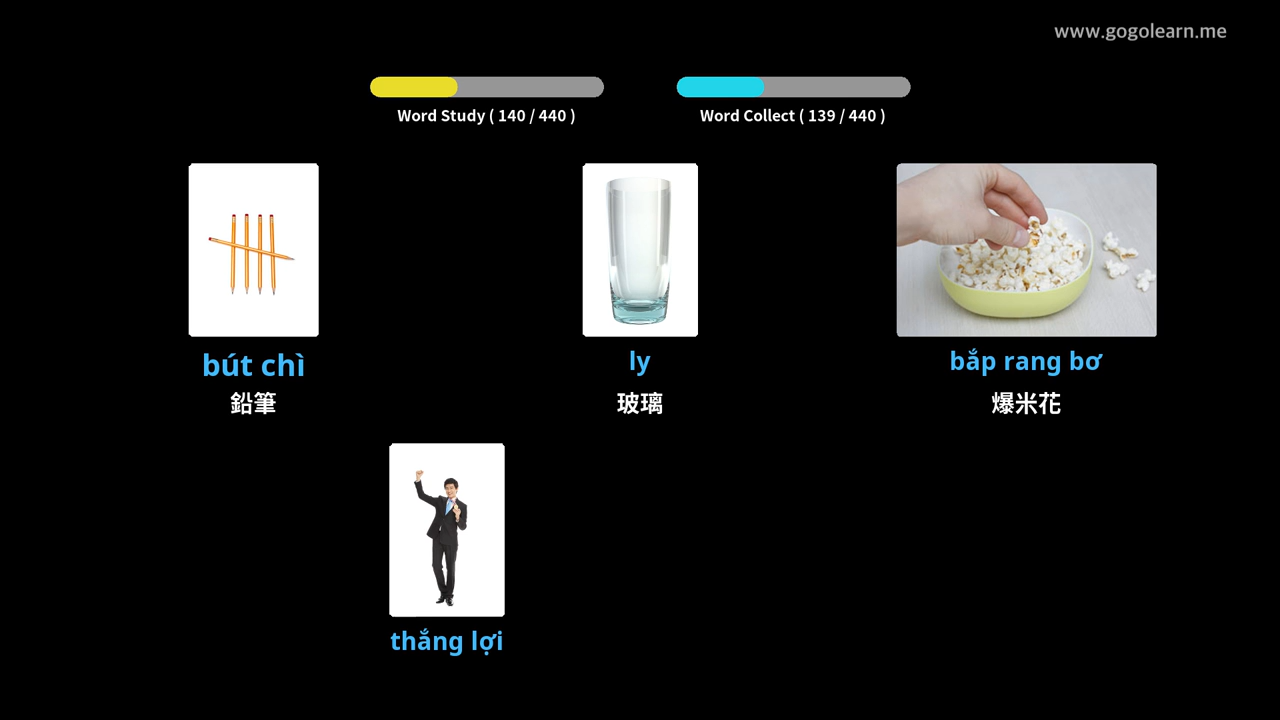 www.gogolearn.me
Word Study ( 140 / 440 )
Word Collect ( 139 / 440 )
bút chì
鉛筆
ly
玻璃
bắp rang bơ
爆米花
thắng lợi